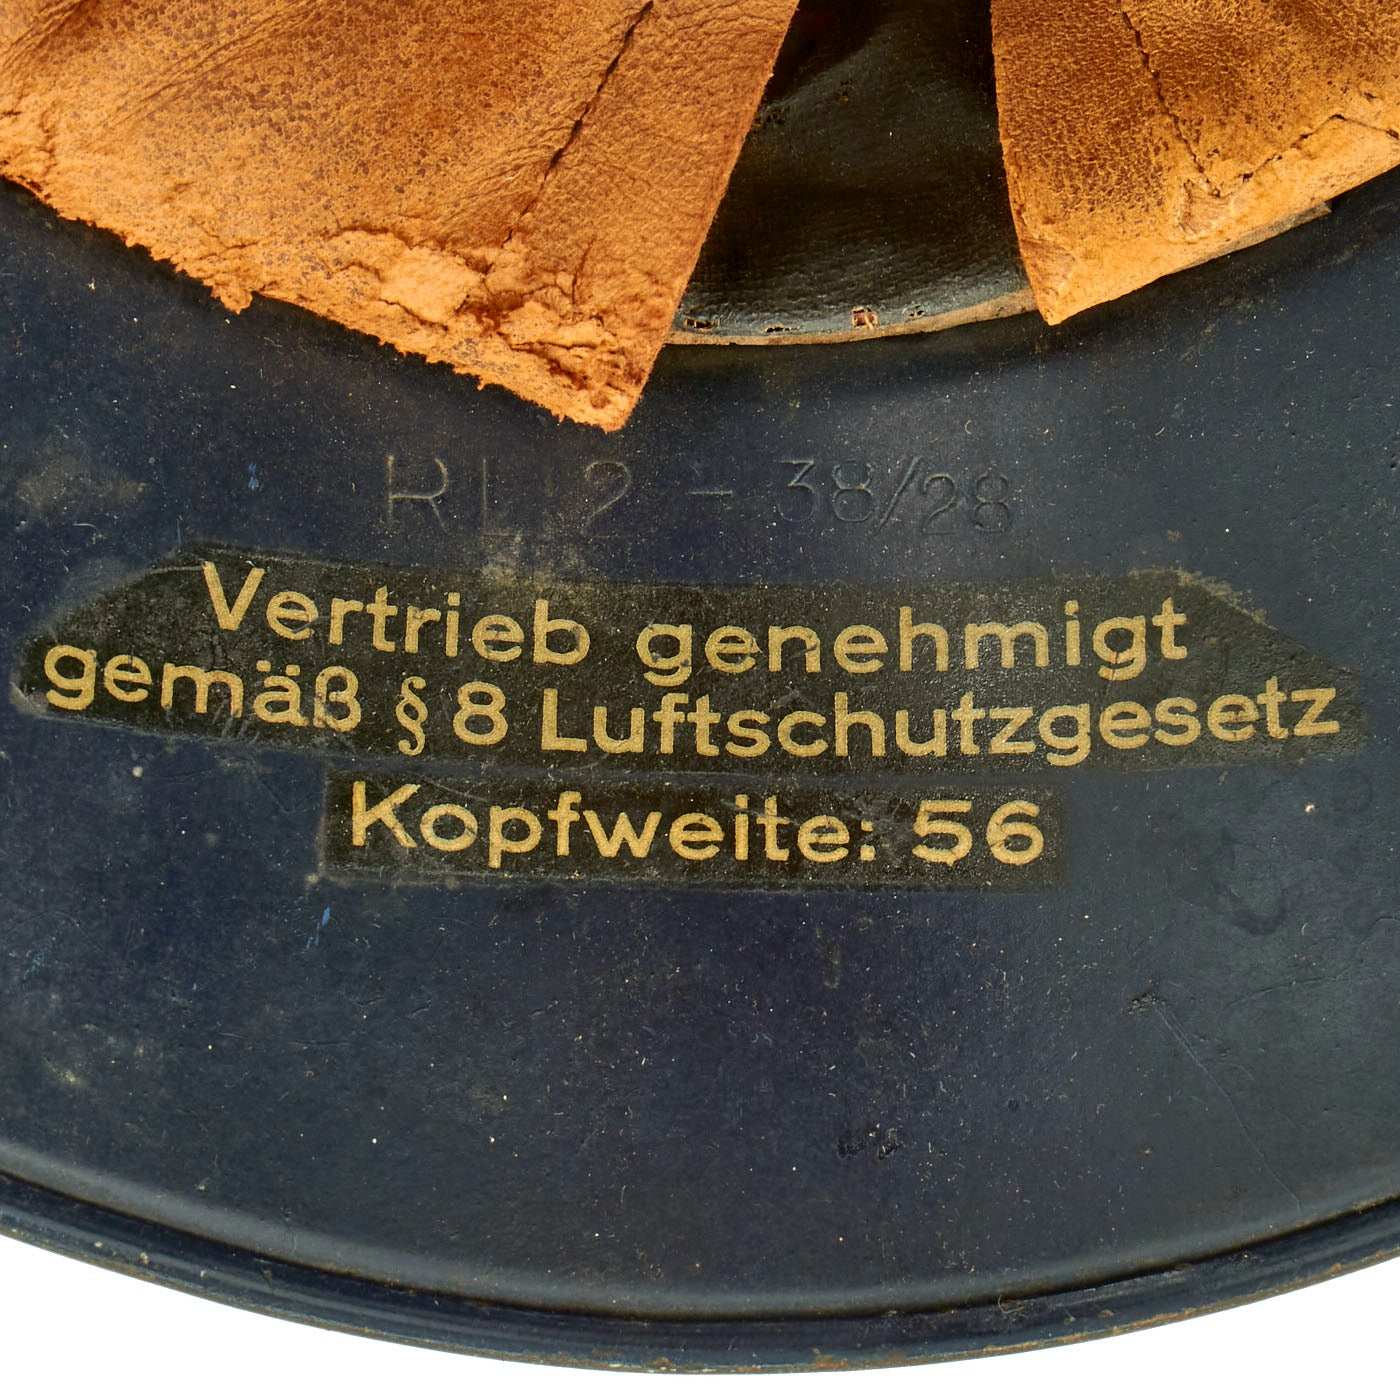 RL 2 - 38/28
Vertrieb genehmigt
gemäß § 8 Luftschutzgesetz
Kopfweite: 56